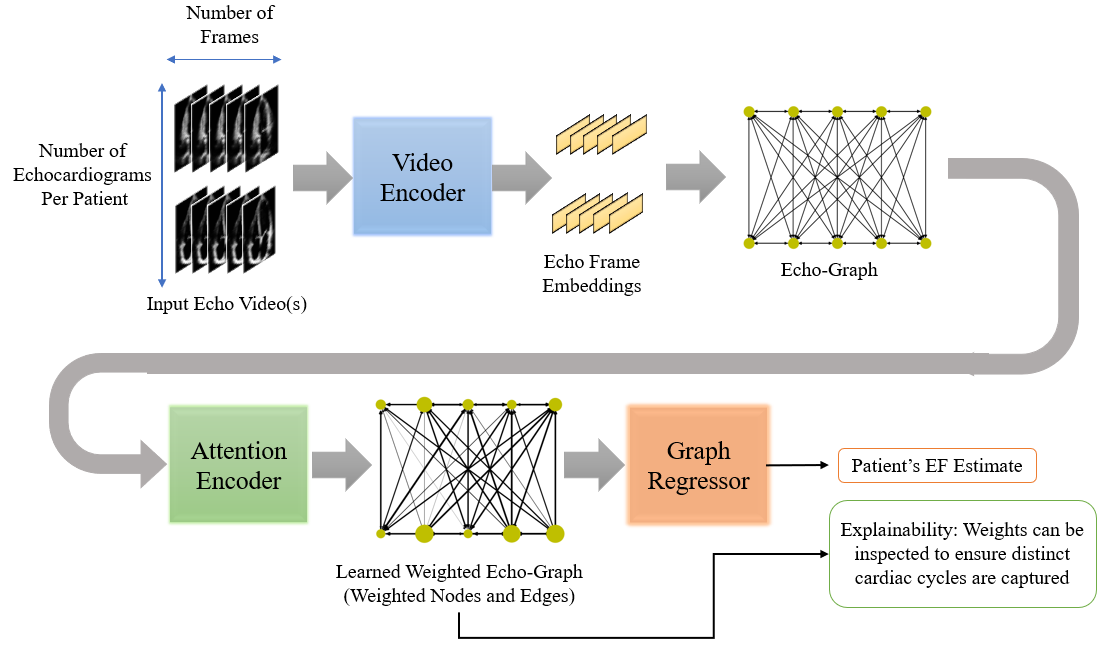 Number of
Frames
Number of
Echocardiograms
Per Patient
Input Echo Video(s)
Video
Encoder
Echo Frame
Embeddings
Echo-Graph
Attention
Encoder
Learned Weighted Echo-Graph
(Weighted Nodes and Edges)
Graph
Regressor
Patient’s EF Estimate
Explainability: Weights can be
inspected to ensure distinct
cardiac cycles are captured